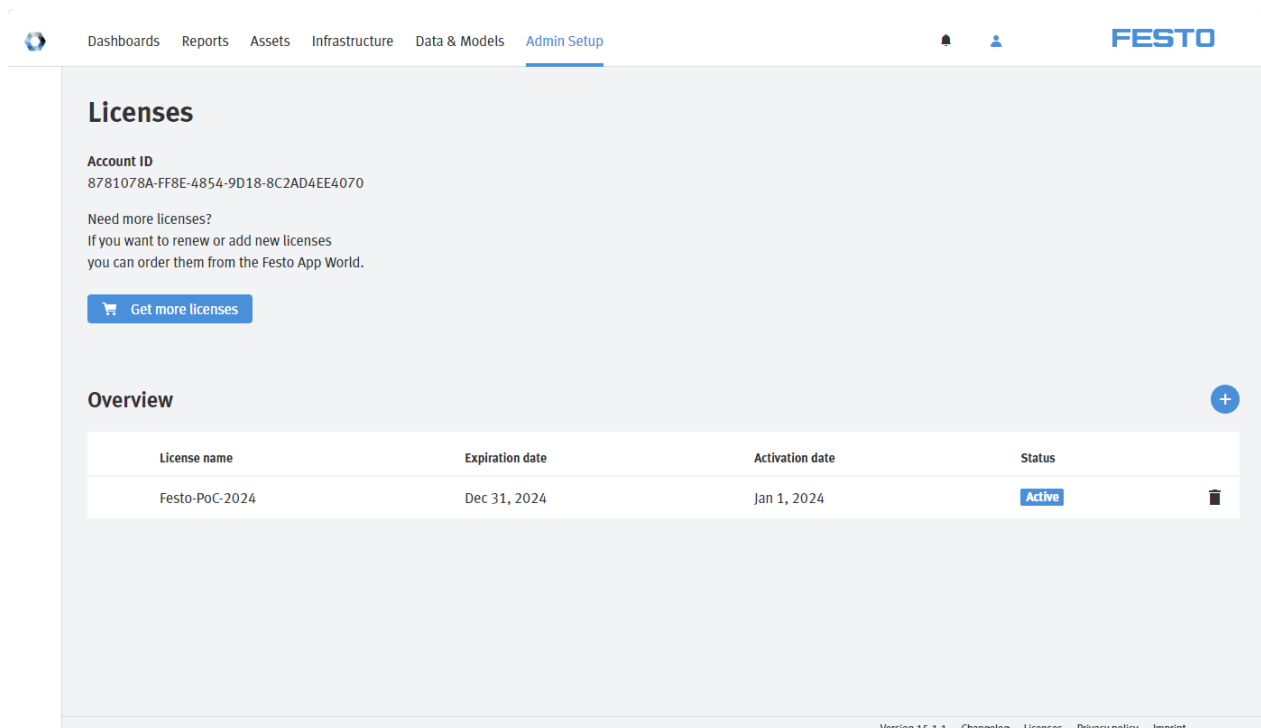 Dashboards Reports Assets Infrastructure Data & Models Admin Setup FESTO
Licenses
Account ID
8781078A-FF8E-4854-9D18-8C2AD4EE4070
Need more licenses?
If you want to renew or add new licenses
you can order them from the Festo App World.
Get more licenses
Overview
License name Expiration date Activation date Status
Festo-PoC-2024 Dec 31, 2024 Jan 1, 2024 Active
Changelog Licenses Privacy policy Imprint